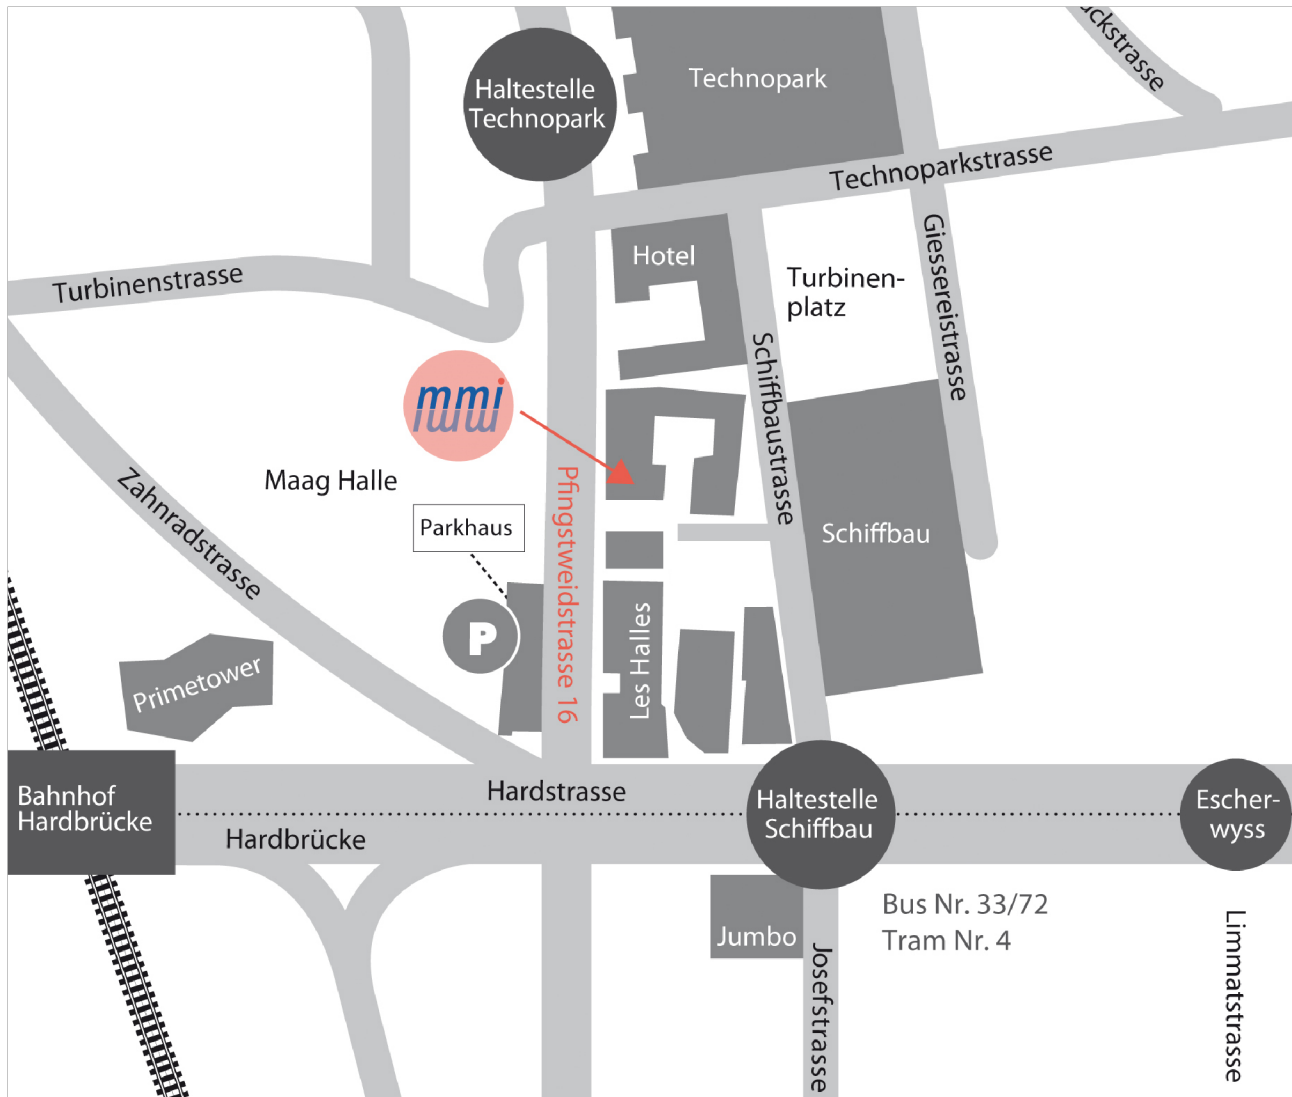 Haltestelle
Technopark
Technopark
ckstrasse
Technoparkstrasse
Hotel
Giessereistrasse
Turbinen-
platz
Turbinenstrasse
Schiffbaustrasse
mmi
Maag Halle
Zahnradstrasse
Pfingstweidstrasse 16
Parkhaus
Schiffbau
P
Les Halles
Primetower
Bahnhof
Hardbrücke
Hardstrasse
Haltestelle
Schiffbau
Escher-
wyss
Hardbrücke
Bus Nr. 33/72
Tram Nr. 4
Jumbo
Josefstrasse
Limmatstrasse